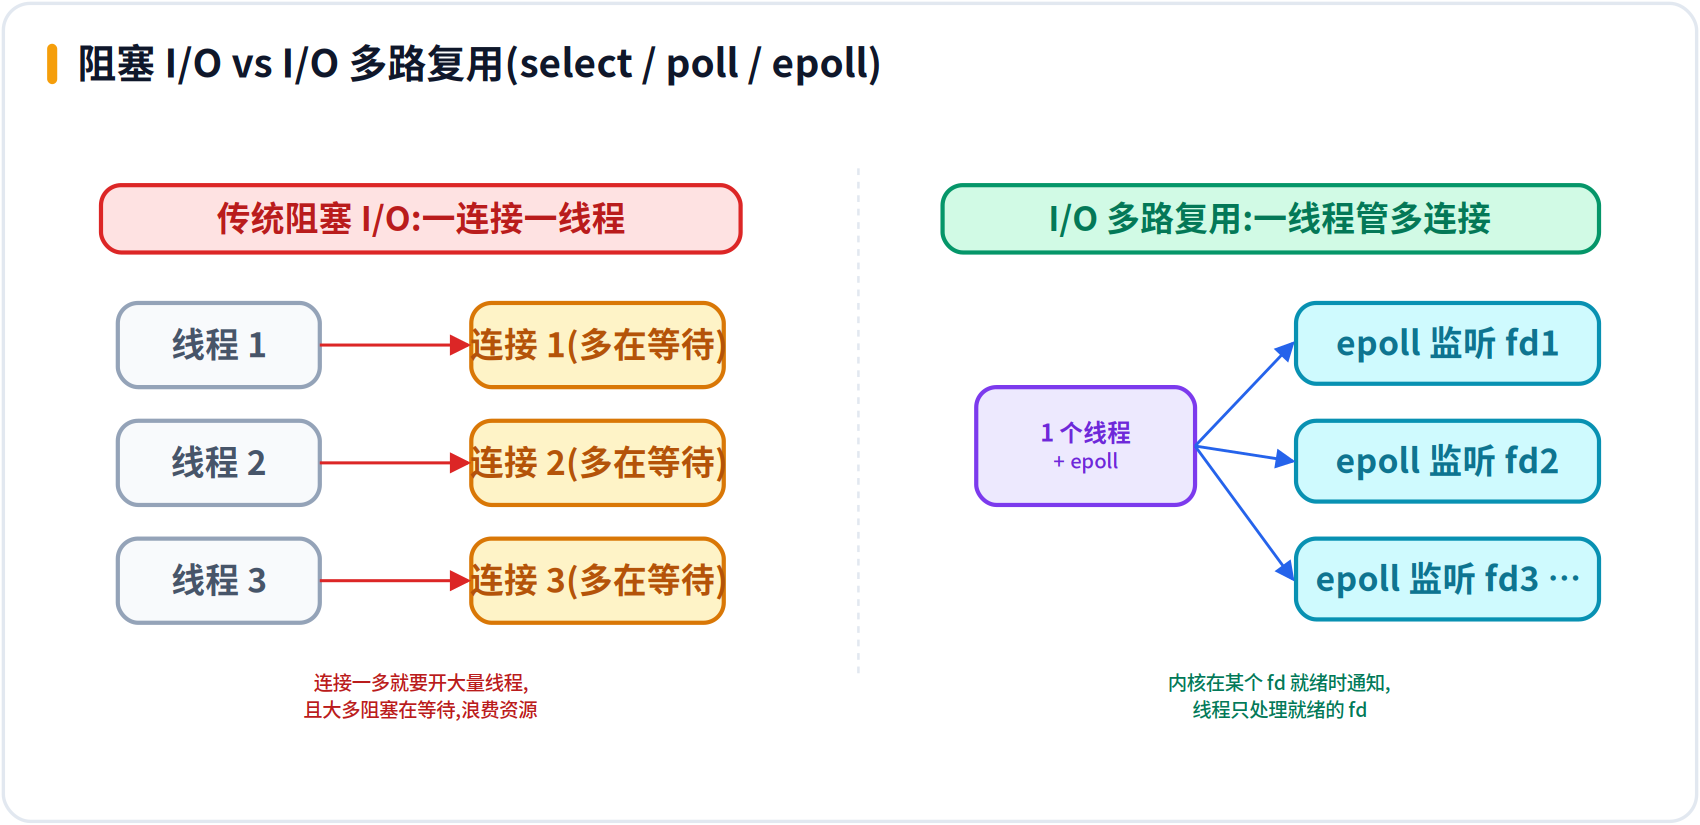 阻塞 I/O vs I/O 多路复用(select / poll / epoll)
传统阻塞 I/O:一连接一线程
线程 1
连接 1(多在等待)
线程 2
连接 2(多在等待)
线程 3
连接 3(多在等待)
连接一多就要开大量线程,
且大多阻塞在等待,浪费资源
I/O 多路复用:一线程管多连接
1 个线程
+ epoll
epoll 监听 fd1
epoll 监听 fd2
epoll 监听 fd3 ···
内核在某个 fd 就绪时通知,
线程只处理就绪的 fd